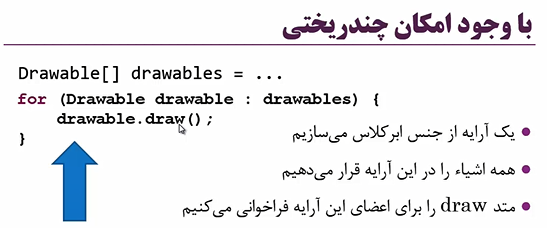 با وجود امکان چندریختی
Drawable[] drawables = ...
for (Drawable drawable : drawables) {
drawable.draw();
}
یک آرایه از جنس ابرکلاس می‌سازیم
همه اشیاء را در این آرایه قرار می‌دهیم
متد draw را برای اعضای این آرایه فراخوانی می‌کنیم